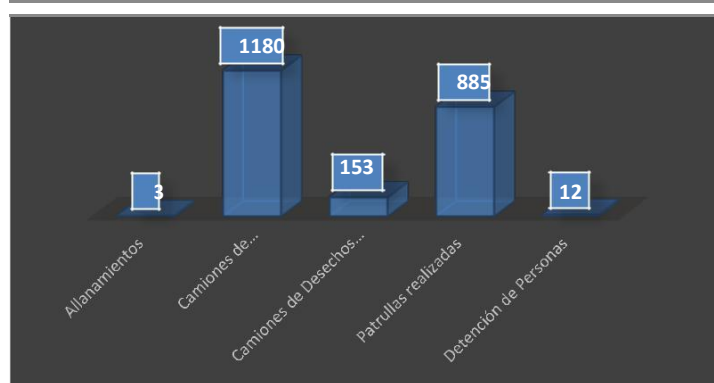 1180
885
153
3
12
Allanamientos
Camiones de...
Camiones de Desechos...
Patrullas realizadas
Detención de Personas